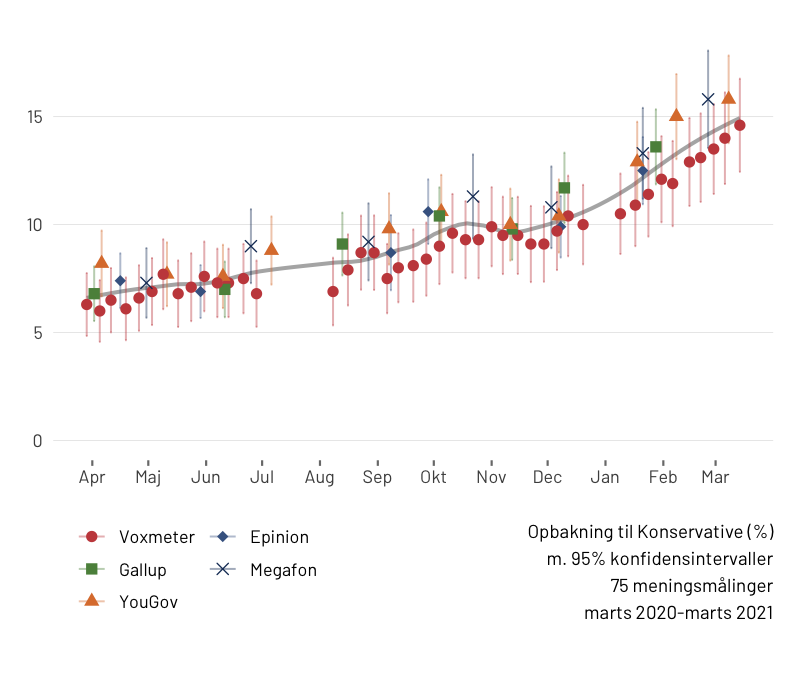 15
10
5
0
Apr Maj Jun Jul Aug Sep Okt Nov Dec Jan Feb Mar
Voxmeter Epinion
Gallup Megafon
YouGov
Opbakning til Konservative (%)
m. 95% konfidensintervaller
75 meningsmålinger
marts 2020-marts 2021